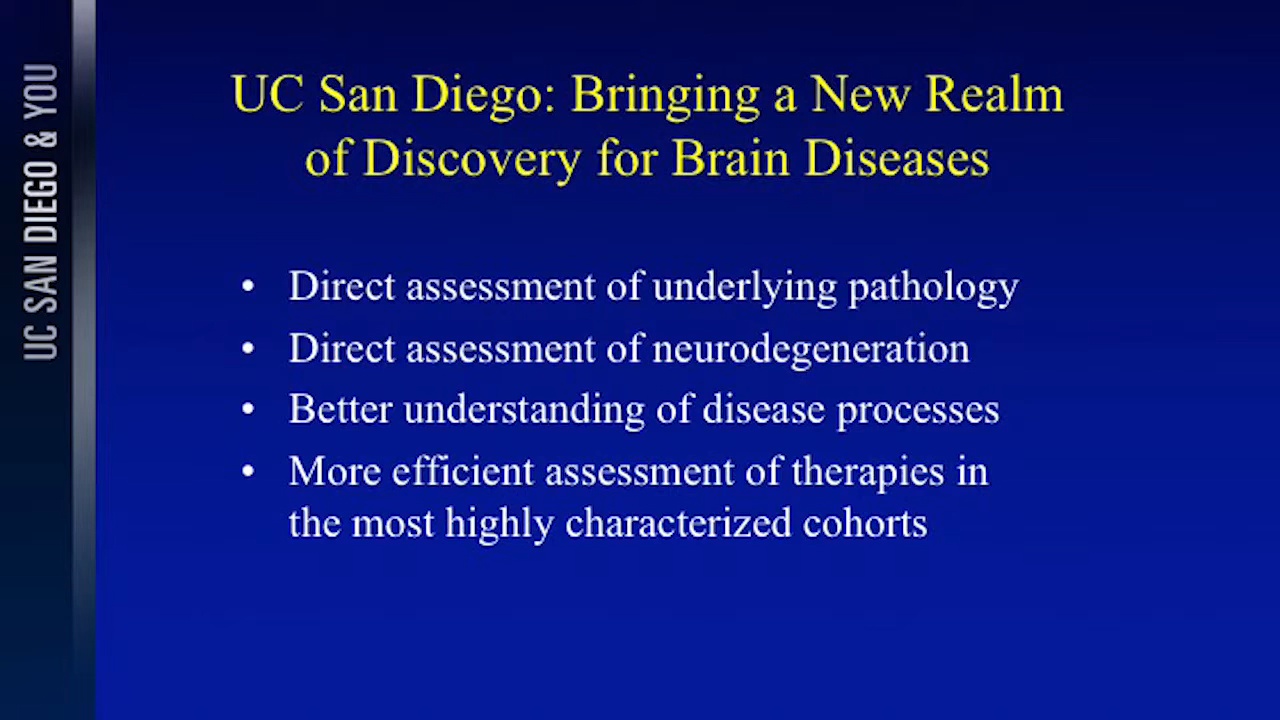 UC SAN DIEGO & YOU
UC San Diego: Bringing a New Realm
of Discovery for Brain Diseases
• Direct assessment of underlying pathology
• Direct assessment of neurodegeneration
• Better understanding of disease processes
• More efficient assessment of therapies in
the most highly characterized cohorts